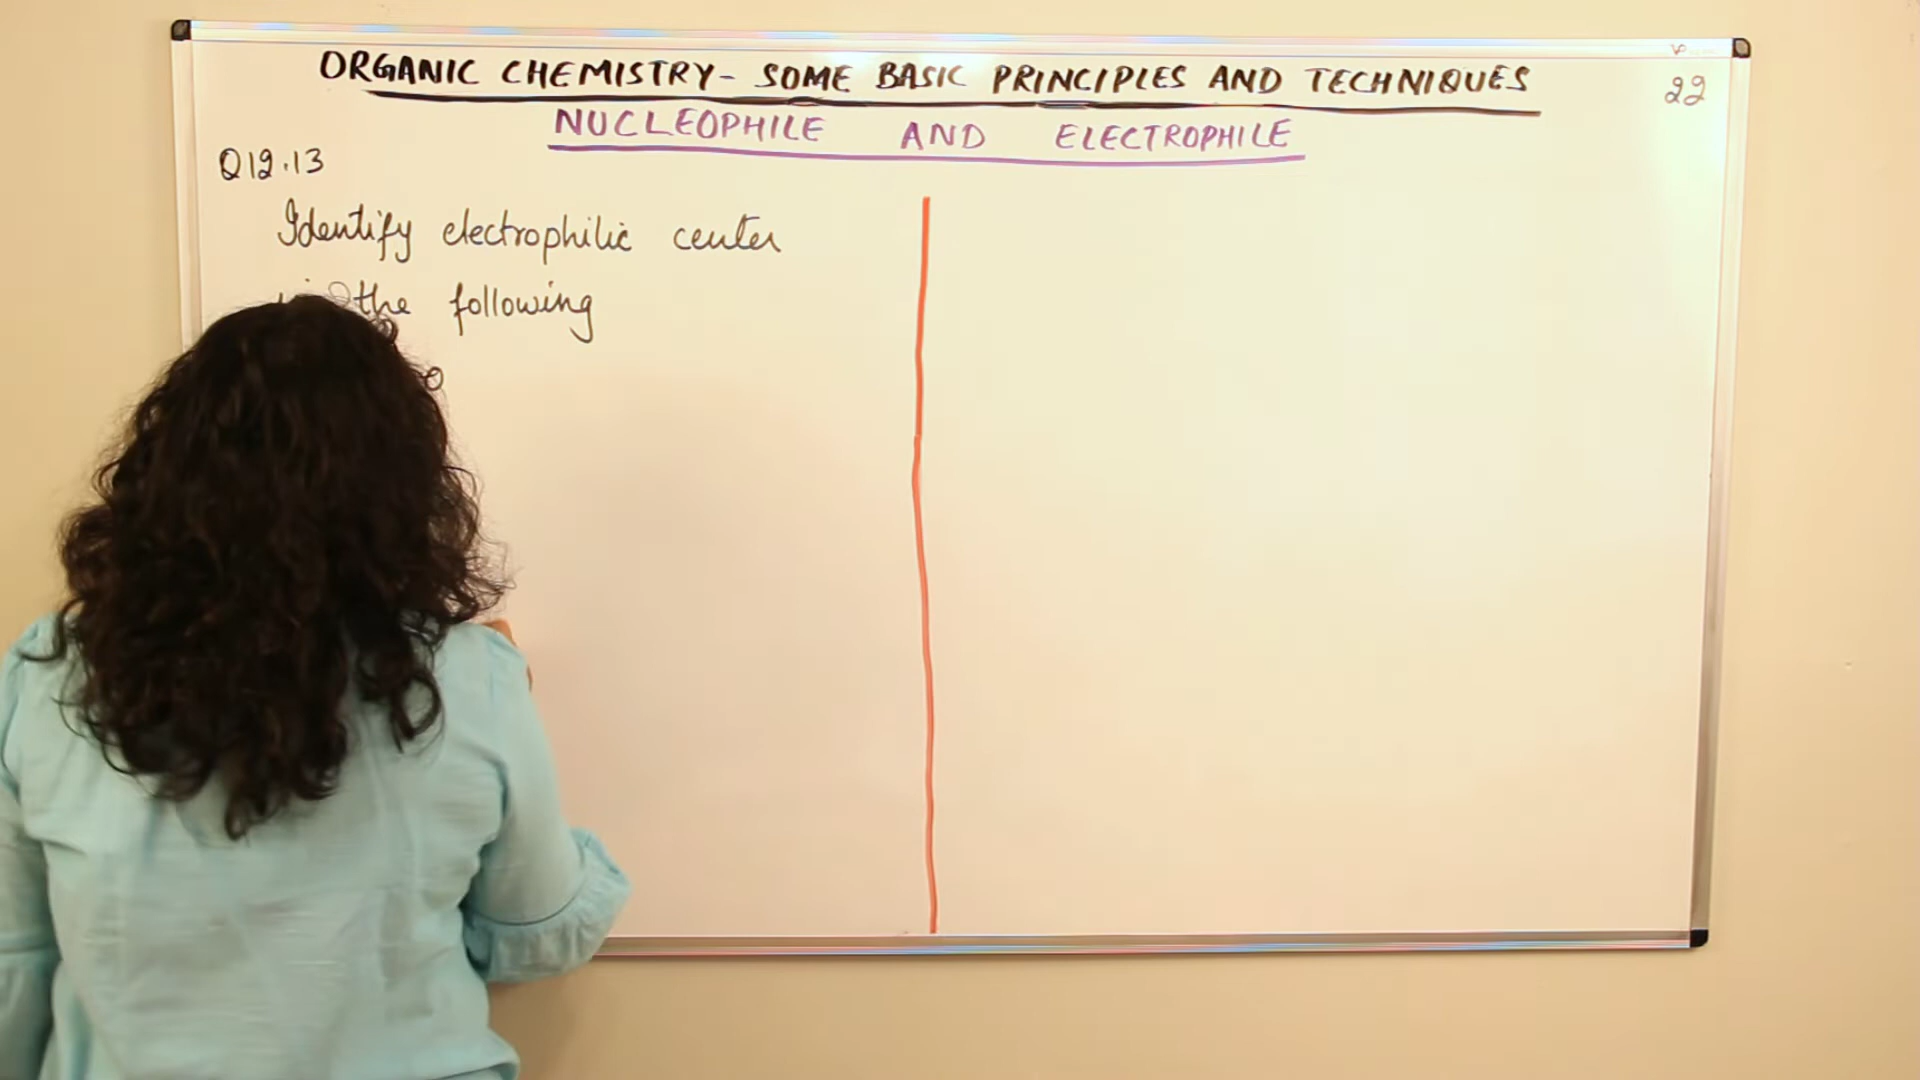 ORGANIC CHEMISTRY - SOME BASIC PRINCIPLES AND TECHNIQUES
22
NUCLEOPHILE AND ELECTROPHILE
Q12.13
Identify electrophilic center
the following